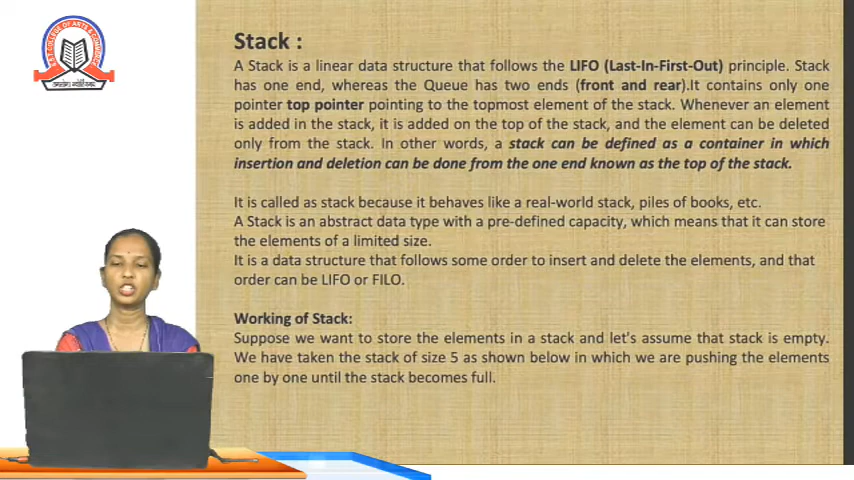 Stack :
A Stack is a linear data structure that follows the LIFO (Last-In-First-Out) principle. Stack
has one end, whereas the Queue has two ends (front and rear).It contains only one
pointer top pointer pointing to the topmost element of the stack. Whenever an element
is added in the stack, it is added on the top of the stack, and the element can be deleted
only from the stack. In other words, a stack can be defined as a container in which
insertion and deletion can be done from the one end known as the top of the stack.
It is called as stack because it behaves like a real-world stack, piles of books, etc.
A Stack is an abstract data type with a pre-defined capacity, which means that it can store
the elements of a limited size.
It is a data structure that follows some order to insert and delete the elements, and that
order can be LIFO or FILO.
Working of Stack:
Suppose we want to store the elements in a stack and let's assume that stack is empty.
We have taken the stack of size 5 as shown below in which we are pushing the elements
one by one until the stack becomes full.